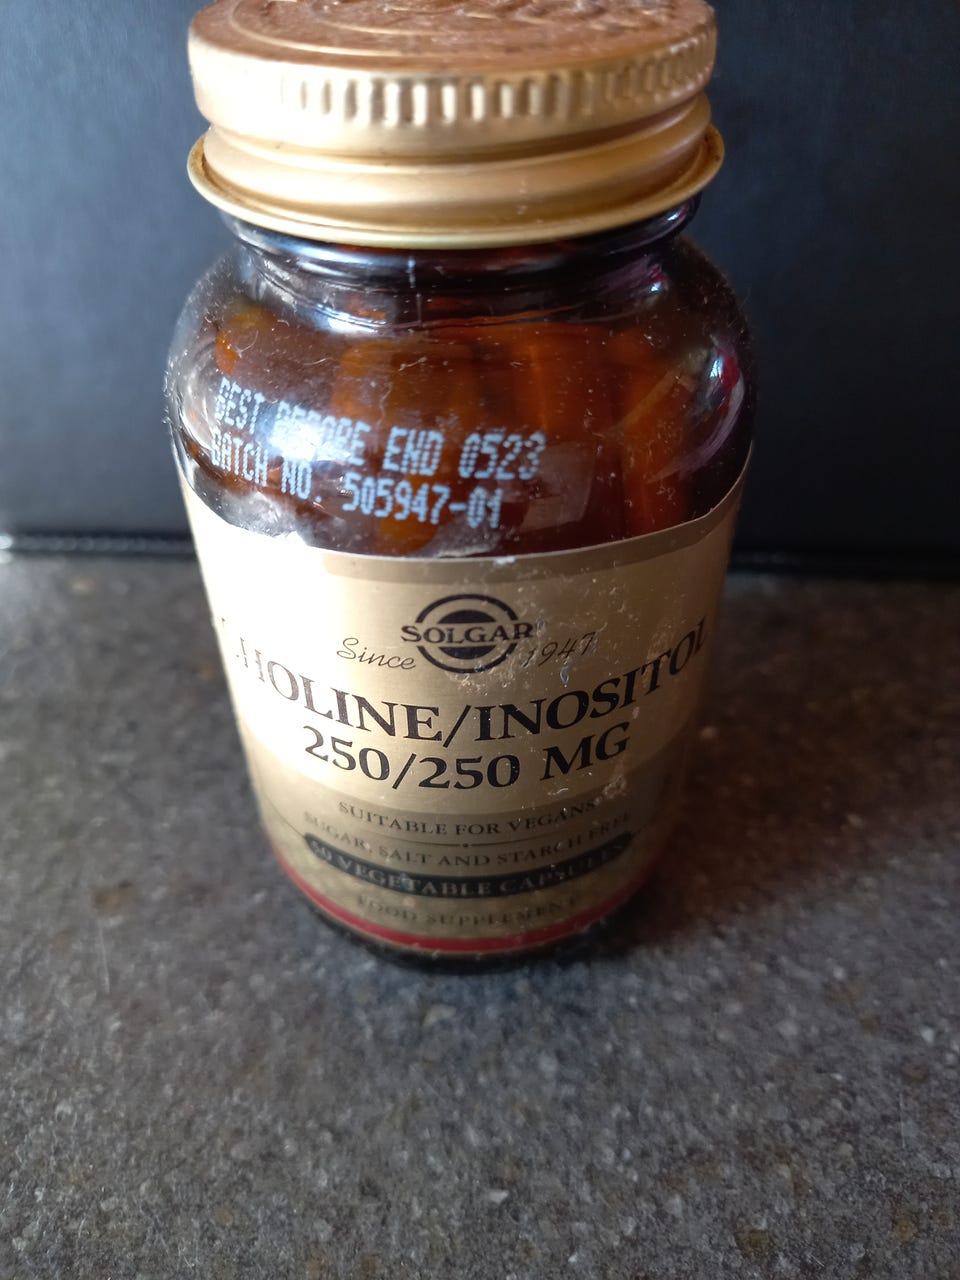 BEST BEFORE END 0523
BATCH NO. 505947-01
SOLGAR
Since 1947
CHOLINE/INOSITOL
250/250 MG
SUITABLE FOR VEGANS
SUGAR, SALT AND STARCH FREE
50 VEGETABLE CAPSULES
FOOD SUPPLEMENT